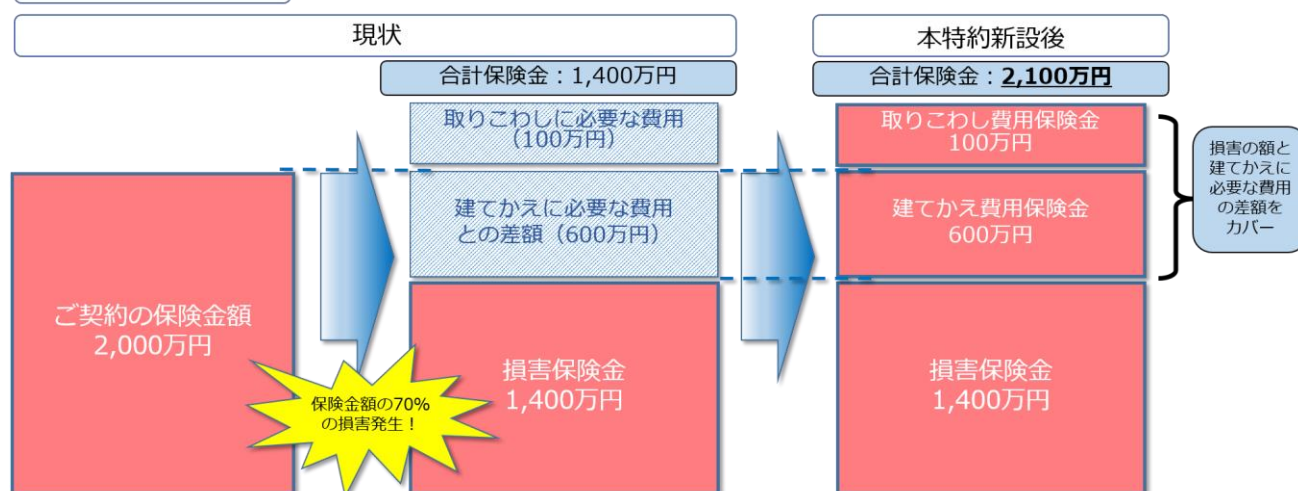 現状
本特約新設後
合計保険金：1,400万円
合計保険金：2,100万円
取りこわしに必要な費用
（100万円）
取りこわし費用保険金
100万円
損害の額と
建てかえに
必要な費用
の差額を
カバー
建てかえに必要な費用
との差額（600万円）
建てかえ費用保険金
600万円
ご契約の保険金額
2,000万円
保険金額の70%
の損害発生！
損害保険金
1,400万円
損害保険金
1,400万円